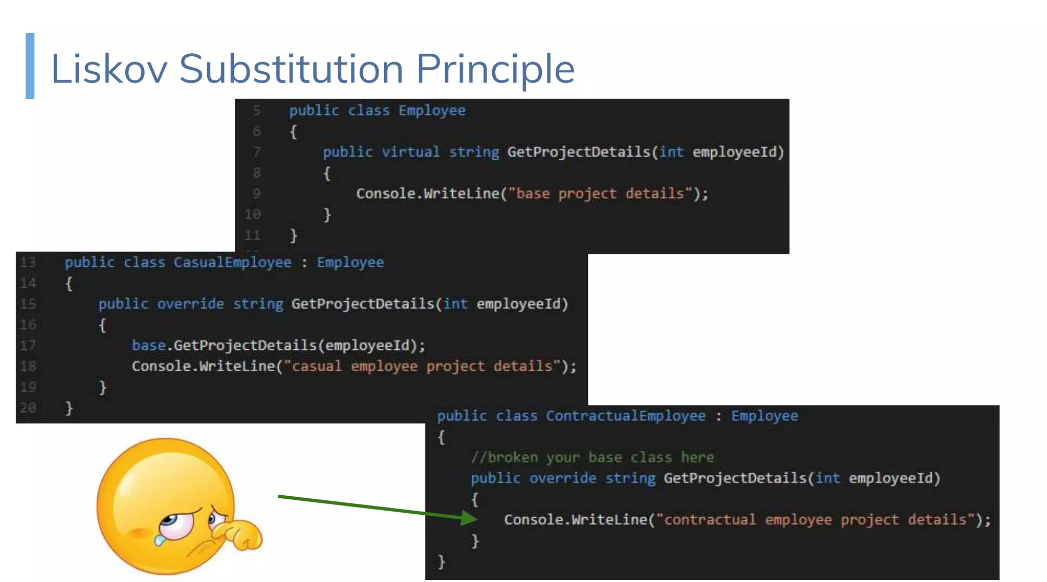 Liskov Substitution Principle
5 public class Employee
6 {
7 public virtual string GetProjectDetails(int employeeId)
8 {
9 Console.WriteLine("base project details");
10 }
11 }
13 public class CasualEmployee : Employee
14 {
15 public override string GetProjectDetails(int employeeId)
16 {
17 base.GetProjectDetails(employeeId);
18 Console.WriteLine("casual employee project details");
19 }
20 }
public class ContractualEmployee : Employee
{
//broken your base class here
public override string GetProjectDetails(int employeeId)
{
Console.WriteLine("contractual employee project details");
}
}